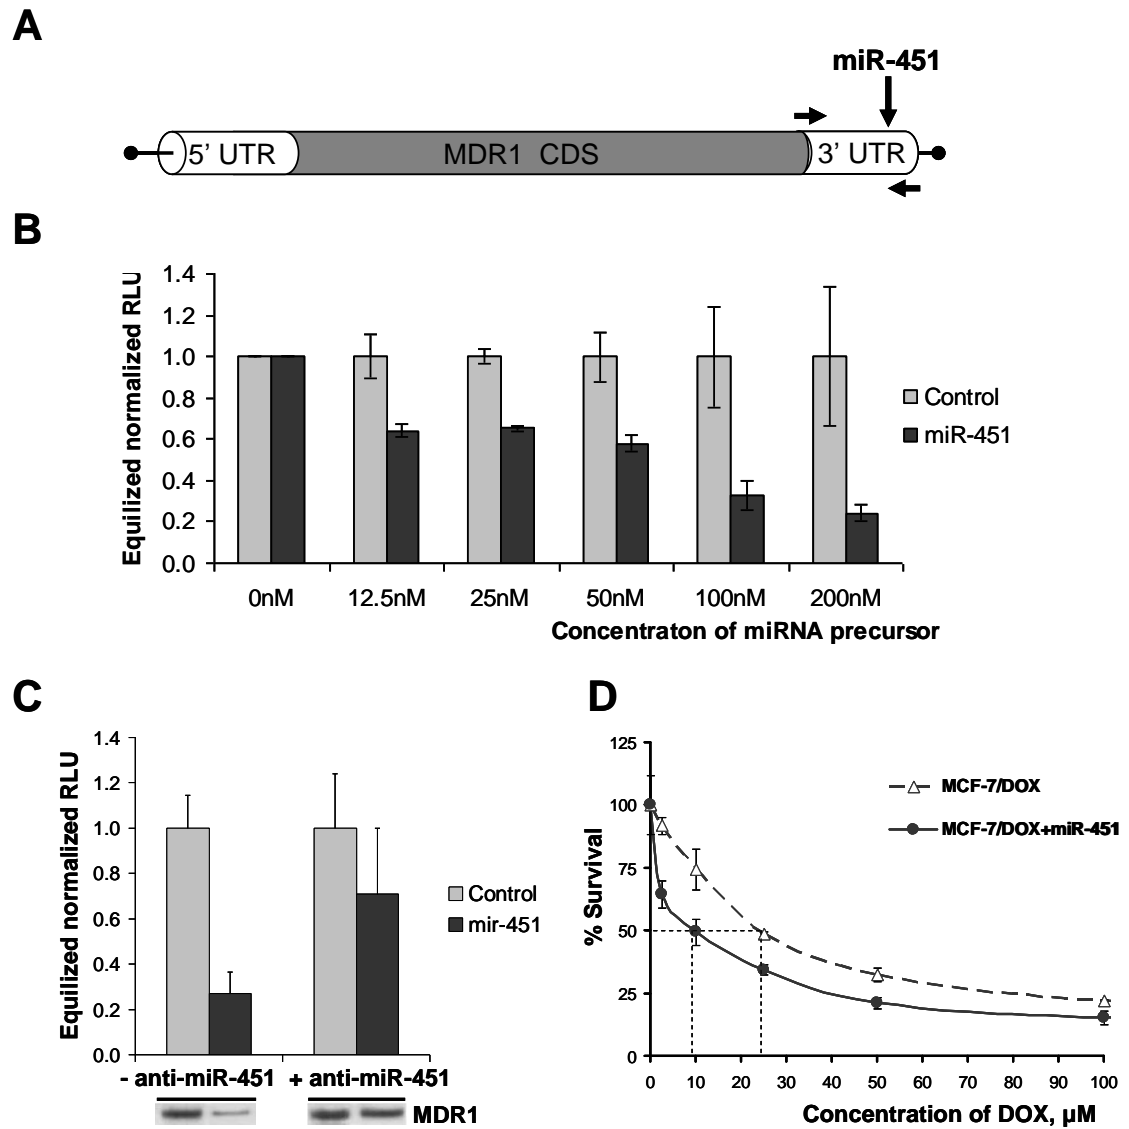 A
miR-451
5’ UTR
MDR1 CDS
3’ UTR
B
Equilized normalized RLU
1.4
1.2
1.0
0.8
0.6
0.4
0.2
0.0
0nM
12.5nM
25nM
50nM
100nM
200nM
Concentraton of miRNA precursor
Control
miR-451
C
Equilized normalized RLU
1.4
1.2
1.0
0.8
0.6
0.4
0.2
0.0
- anti-miR-451
+ anti-miR-451
MDR1
Control
mir-451
D
% Survival
125
100
75
50
25
0
0
10
20
30
40
50
60
70
80
90
100
Concentration of DOX, µM
MCF-7/DOX
MCF-7/DOX+miR-451